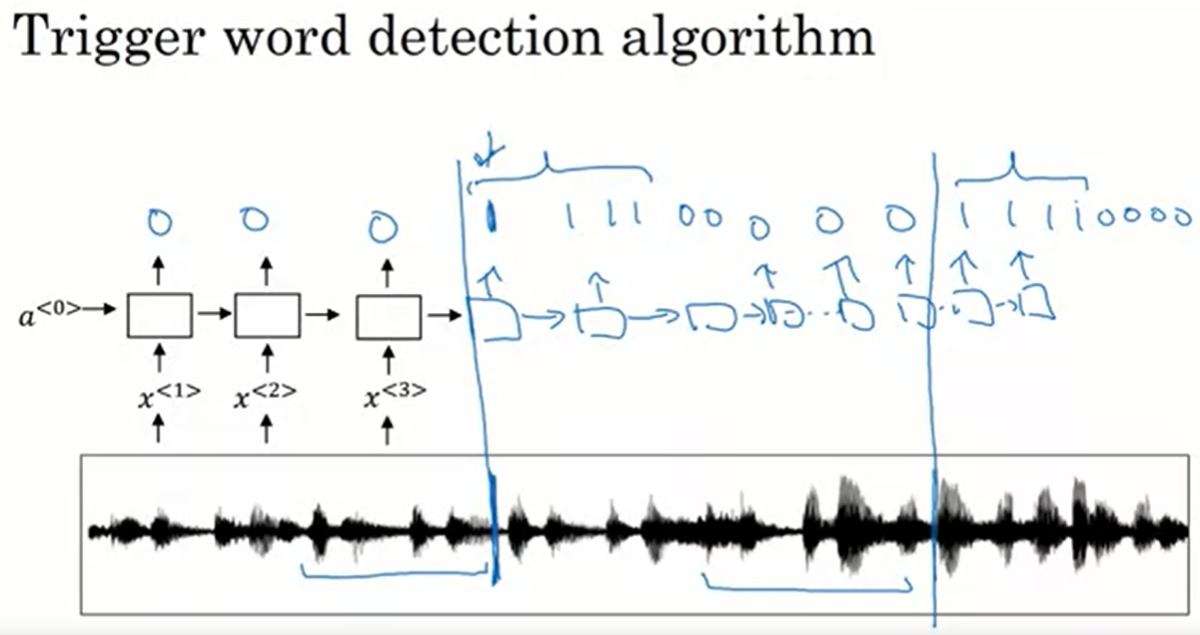 Trigger word detection algorithm
0 0 0 1 1 1 1 0 0 0 0 0 1 1 1 1 0 0 0 0
a<0>
x<1> x<2> x<3>